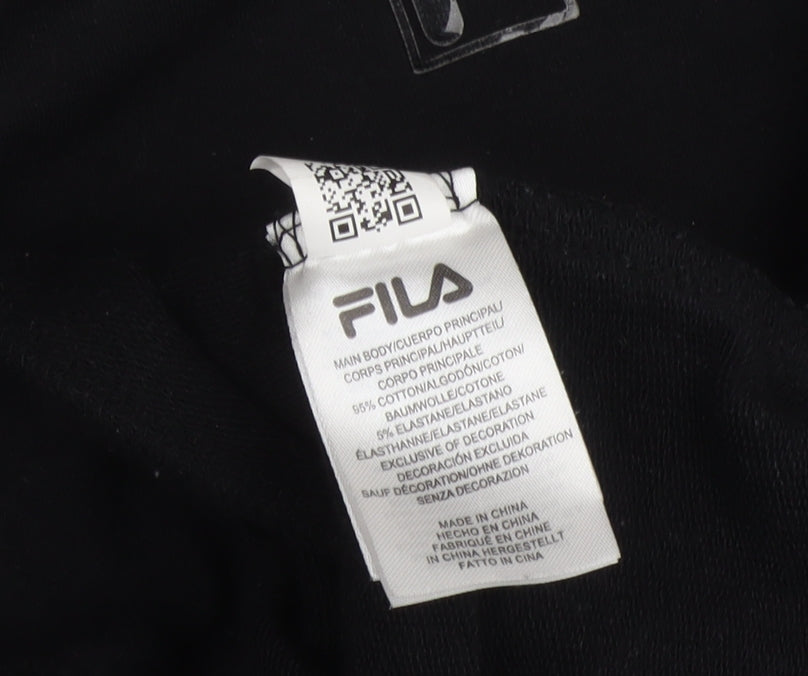 FILA
MAIN BODY/CUERPO PRINCIPAL/
CORPS PRINCIPAL/HAUPTTEIL/
CORPO PRINCIPALE
95% COTTON/ALGODÓN/COTON/
BAUMWOLLE/COTONE
5% ELASTANE/ELASTANO
ÉLASTHANNE/ELASTANE/ELASTANE
EXCLUSIVE OF DECORATION
DECORACIÓN EXCLUIDA
SAUF DÉCORATION/OHNE DEKORATION
SENZA DECORAZION
MADE IN CHINA
HECHO EN CHINA
FABRIQUÉ EN CHINE
IN CHINA HERGESTELLT
FATTO IN CINA